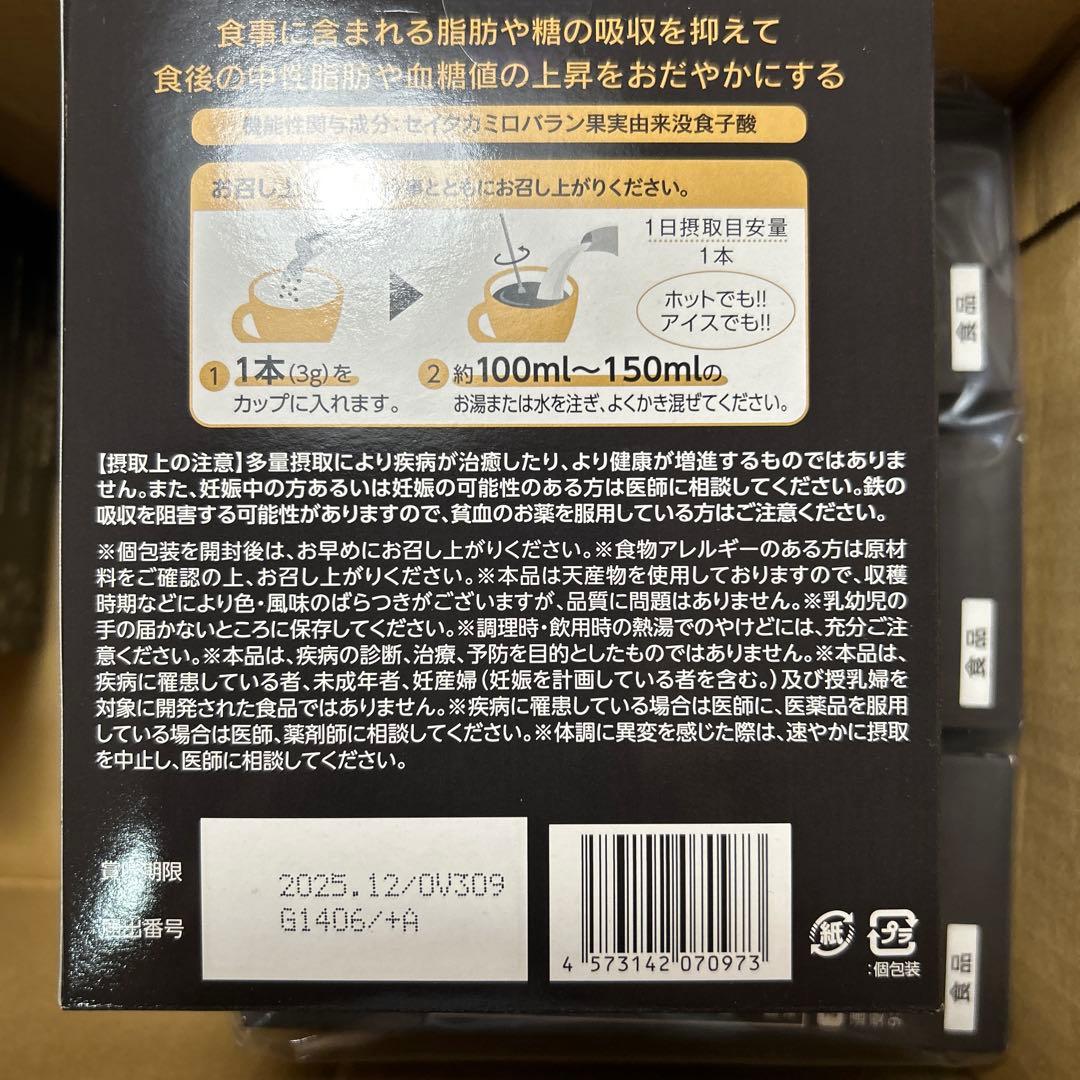 食事に含まれる脂肪や糖の吸収を抑えて
食後の中性脂肪や血糖値の上昇をおだやかにする
機能性関与成分:セイタカミロバラン果実由来没食子酸
お召し上 とともにお召し上がりください。
1日摂取目安量
1本
ホットでも!!
アイスでも!!
1 1本(3g)を
カップに入れます。
2 約100ml〜150mlの
お湯または水を注ぎ、よくかき混ぜてください。
【摂取上の注意】多量摂取により疾病が治癒したり、より健康が増進するものではありま
せん。また、妊娠中の方あるいは妊娠の可能性のある方は医師に相談してください。鉄の
吸収を阻害する可能性がありますので、貧血のお薬を服用している方はご注意ください。
※個包装を開封後は、お早めにお召し上がりください。※食物アレルギーのある方は原材
料をご確認の上、お召し上がりください。※本品は天産物を使用しておりますので、収穫
時期などにより色・風味のばらつきがございますが、品質に問題はありません。※乳幼児の
手の届かないところに保存してください。※調理時・飲用時の熱湯でのやけどには、充分ご注
意ください。※本品は、疾病の診断、治療、予防を目的としたものではありません。※本品は、
疾病に罹患している者、未成年者、妊産婦(妊娠を計画している者を含む。)及び授乳婦を
対象に開発された食品ではありません。※疾病に罹患している場合は医師に、医薬品を服用
している場合は医師、薬剤師に相談してください。※体調に異変を感じた際は、速やかに摂取
を中止し、医師に相談してください。
賞味期限
2025.12/OV309
届出番号
G1406/+A
4 573142 070973
紙
プラ
:個包装
食品
食品
食品